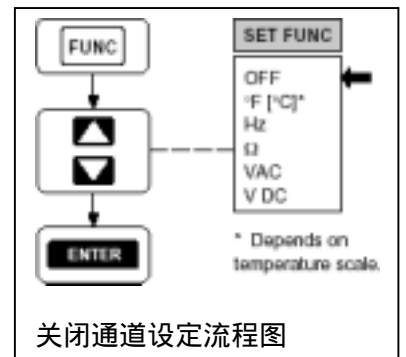 FUNC
SET FUNC
OFF
°F [°C]*
Hz
Ω
VAC
V DC
ENTER
* Depends on
temperature scale.
关闭通道设定流程图